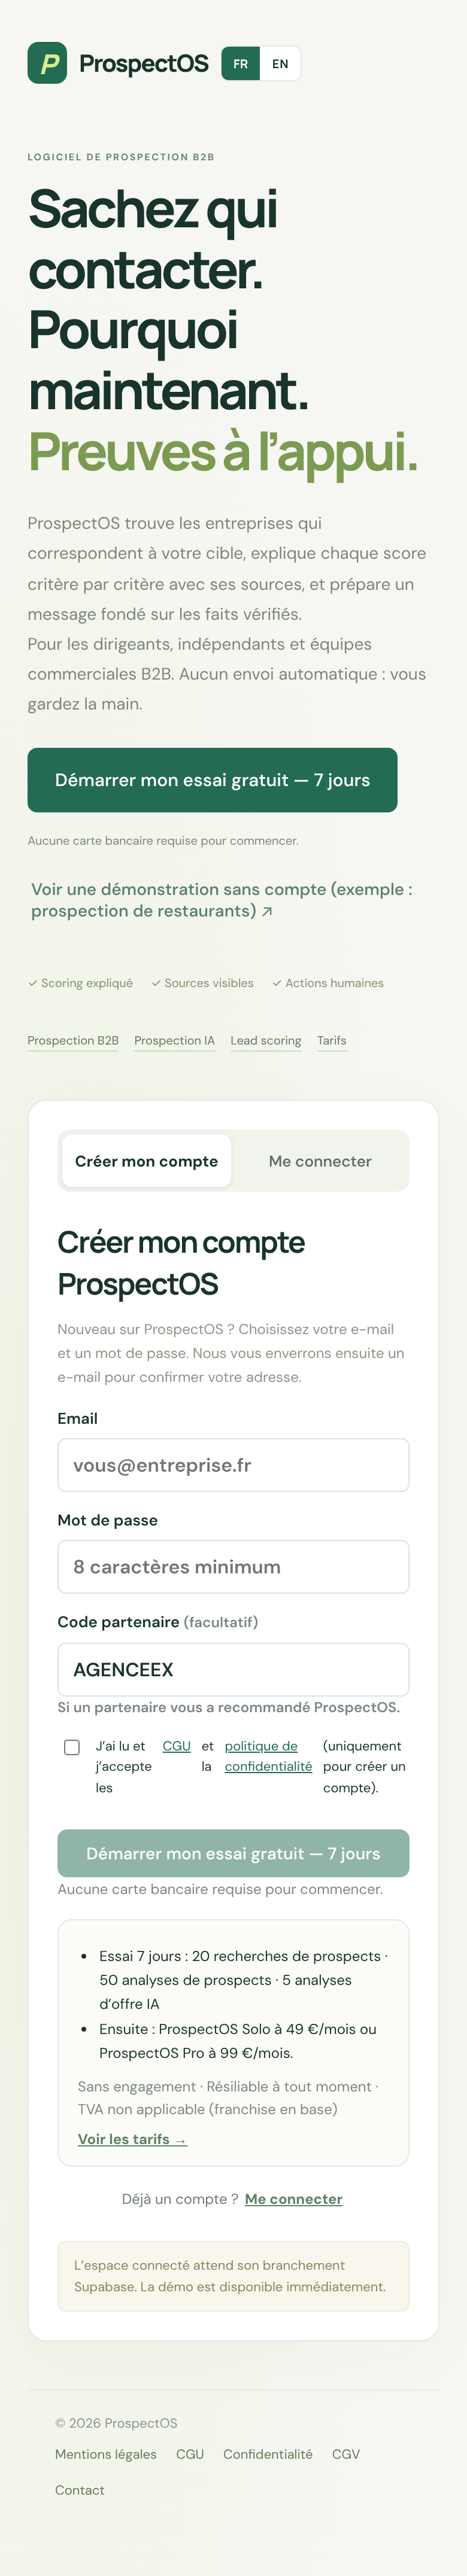 P ProspectOS FR EN
LOGICIEL DE PROSPECTION B2B
Sachez qui
contacter.
Pourquoi
maintenant.
Preuves à l’appui.
ProspectOS trouve les entreprises qui
correspondent à votre cible, explique chaque score
critère par critère avec ses sources, et prépare un
message fondé sur les faits vérifiés.
Pour les dirigeants, indépendants et équipes
commerciales B2B. Aucun envoi automatique : vous
gardez la main.
Démarrer mon essai gratuit — 7 jours
Aucune carte bancaire requise pour commencer.
Voir une démonstration sans compte (exemple :
prospection de restaurants) ↗
✓ Scoring expliqué ✓ Sources visibles ✓ Actions humaines
Prospection B2B Prospection IA Lead scoring Tarifs
Créer mon compte Me connecter
Créer mon compte
ProspectOS
Nouveau sur ProspectOS ? Choisissez votre e-mail
et un mot de passe. Nous vous enverrons ensuite un
e-mail pour confirmer votre adresse.
Email
vous@entreprise.fr
Mot de passe
8 caractères minimum
Code partenaire (facultatif)
AGENCEEX
Si un partenaire vous a recommandé ProspectOS.
J’ai lu et CGU et politique de (uniquement
j’accepte la confidentialité pour créer un
les compte).
Démarrer mon essai gratuit — 7 jours
Aucune carte bancaire requise pour commencer.
• Essai 7 jours : 20 recherches de prospects ·
50 analyses de prospects · 5 analyses
d’offre IA
• Ensuite : ProspectOS Solo à 49 €/mois ou
ProspectOS Pro à 99 €/mois.
Sans engagement · Résiliable à tout moment ·
TVA non applicable (franchise en base)
Voir les tarifs →
Déjà un compte ? Me connecter
L’espace connecté attend son branchement
Supabase. La démo est disponible immédiatement.
© 2026 ProspectOS
Mentions légales CGU Confidentialité CGV
Contact